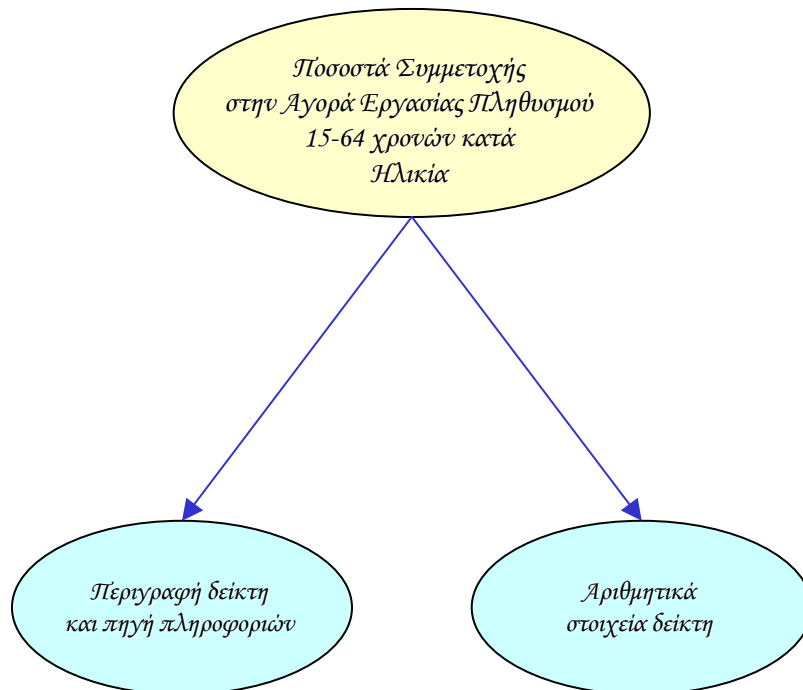 Ποσοστά Συμμετοχής
στην Αγορά Εργασίας Πληθυσμού
15-64 χρονών κατά
Ηλικία
Περιγραφή δείκτη
και πηγή πληροφοριών
Αριθμητικά
στοιχεία δείκτη